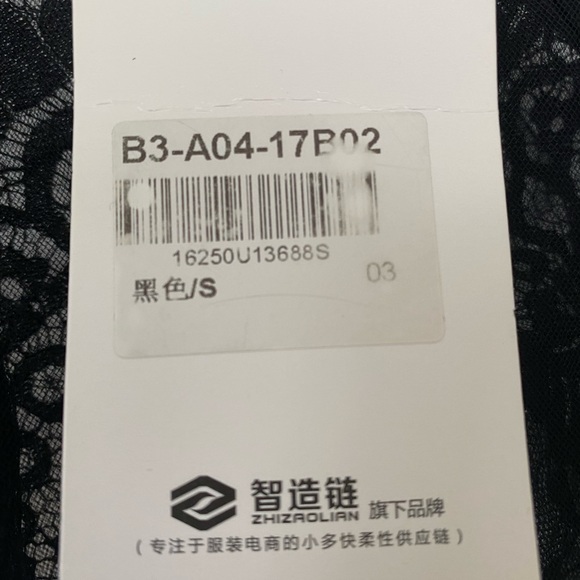 B3-A04-17B02
16250U13688S
黑色/S
03
智造链 旗下品牌
ZHIZAOLIAN
(专注于服装电商的小多快柔性供应链)